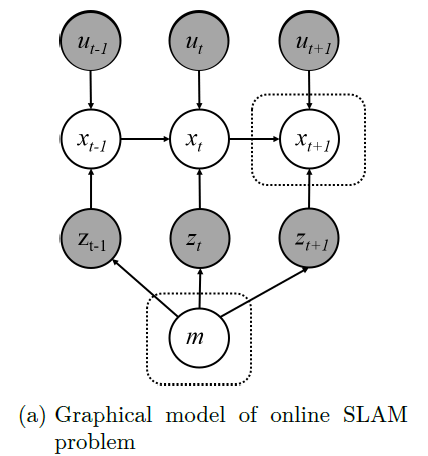 u_{t-1} u_t u_{t+1}
x_{t-1} x_t x_{t+1}
z_{t-1} z_t z_{t+1}
m
(a) Graphical model of online SLAM
problem